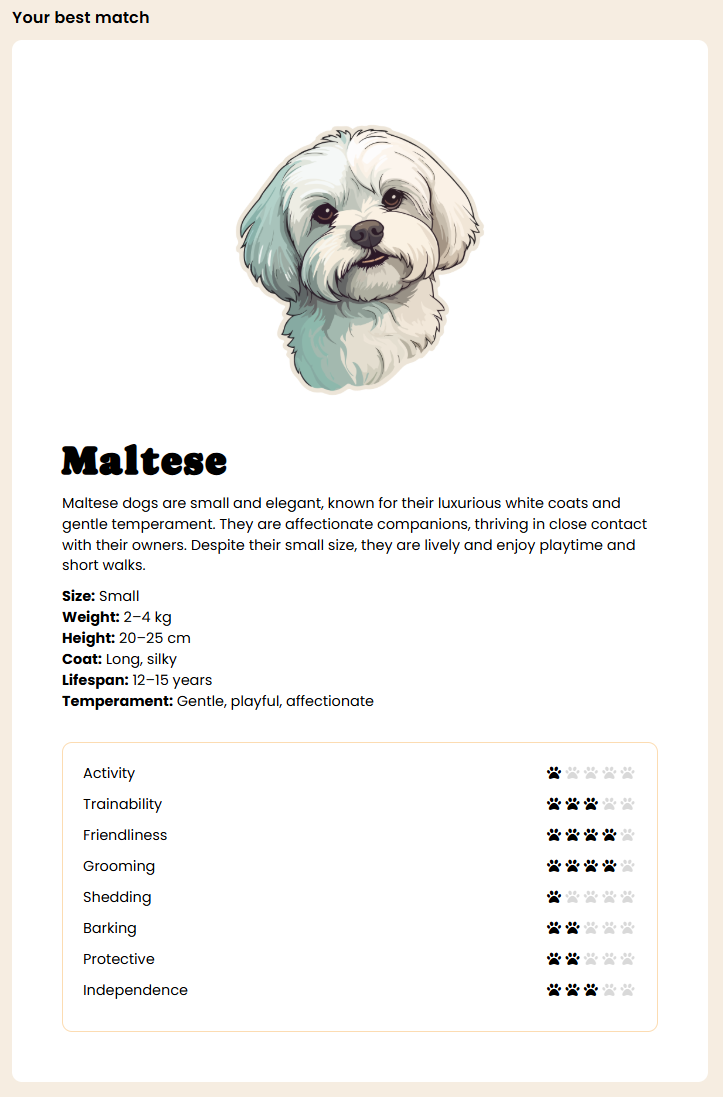 Your best match
Maltese
Maltese dogs are small and elegant, known for their luxurious white coats and
gentle temperament. They are affectionate companions, thriving in close contact
with their owners. Despite their small size, they are lively and enjoy playtime and
short walks.
Size: Small
Weight: 2–4 kg
Height: 20–25 cm
Coat: Long, silky
Lifespan: 12–15 years
Temperament: Gentle, playful, affectionate
Activity
Trainability
Friendliness
Grooming
Shedding
Barking
Protective
Independence